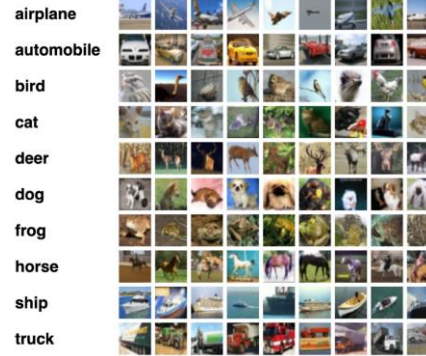 airplane
automobile
bird
cat
deer
dog
frog
horse
ship
truck